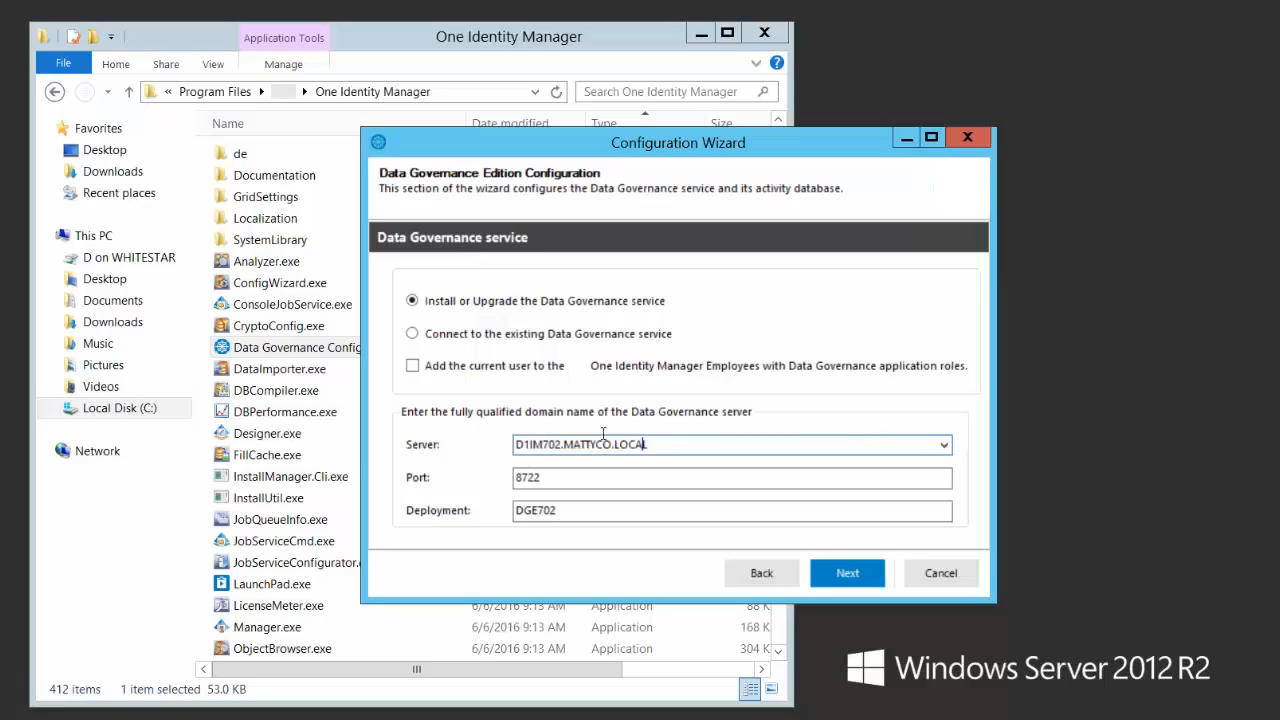 Application Tools
One Identity Manager
File
Home
Share
View
Manage
« Program Files
One Identity Manager
Search One Identity Manager
Name
Date modified
Type
Size
Favorites
Desktop
Downloads
Recent places
This PC
D on WHITESTAR
Desktop
Documents
Downloads
Music
Pictures
Videos
Local Disk (C:)
Network
de
Documentation
GridSettings
Localization
SystemLibrary
Analyzer.exe
ConfigWizard.exe
ConsoleJobService.exe
CryptoConfig.exe
Data Governance Config
DataImporter.exe
DBCompiler.exe
DBPerformance.exe
Designer.exe
FillCache.exe
InstallManager.Cli.exe
InstallUtil.exe
JobQueueInfo.exe
JobServiceCmd.exe
JobServiceConfigurator.
LaunchPad.exe
LicenseMeter.exe 6/6/2016 9:13 AM Application 88 K
Manager.exe 6/6/2016 9:13 AM Application 168 K
ObjectBrowser.exe 6/6/2016 9:13 AM Application 304 K
412 items 1 item selected 53.0 KB
Configuration Wizard
Data Governance Edition Configuration
This section of the wizard configures the Data Governance service and its activity database.
Data Governance service
Install or Upgrade the Data Governance service
Connect to the existing Data Governance service
Add the current user to the One Identity Manager Employees with Data Governance application roles.
Enter the fully qualified domain name of the Data Governance server
Server: D1IM702.MATTYCO.LOCAL
Port: 8722
Deployment: DGE702
Back
Next
Cancel
Windows Server 2012 R2